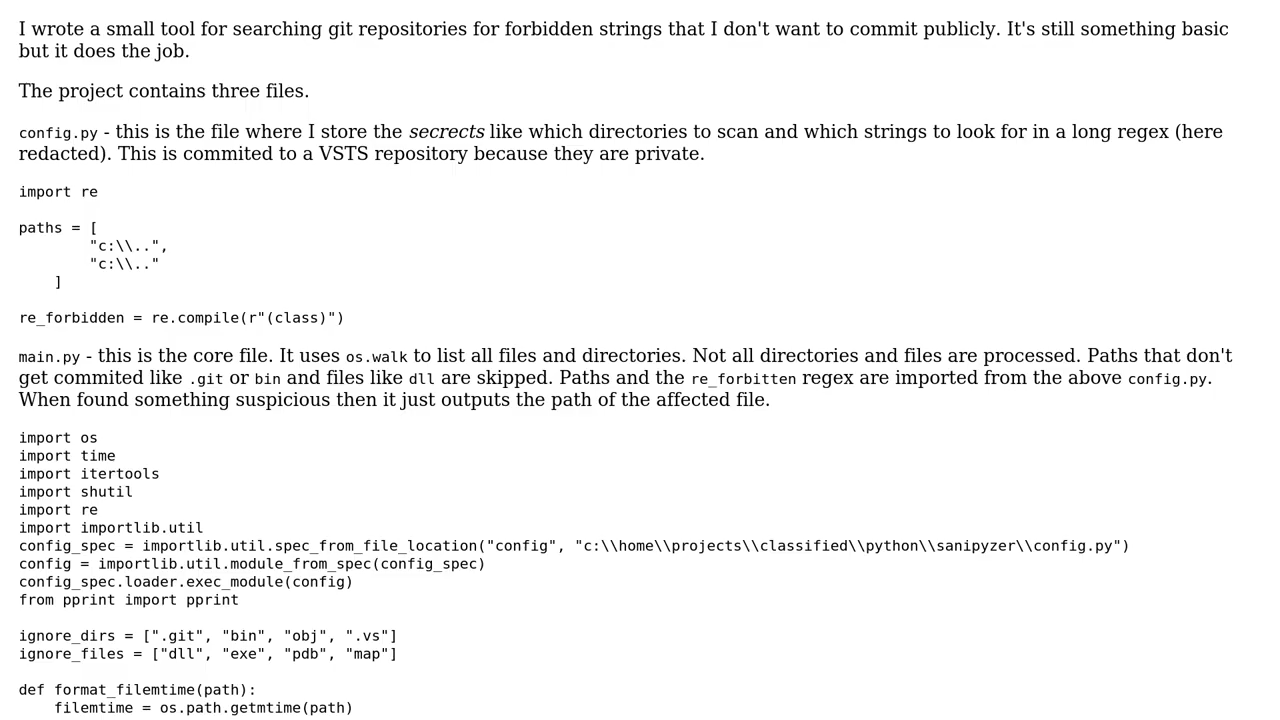 I wrote a small tool for searching git repositories for forbidden strings that I don't want to commit publicly. It's still something basic
but it does the job.
The project contains three files.
config.py - this is the file where I store the secrects like which directories to scan and which strings to look for in a long regex (here
redacted). This is commited to a VSTS repository because they are private.
import re
paths = [
        "c:\\..",
        "c:\\.."
    ]
re_forbidden = re.compile(r"(class)")
main.py - this is the core file. It uses os.walk to list all files and directories. Not all directories and files are processed. Paths that don't
get commited like .git or bin and files like dll are skipped. Paths and the re_forbitten regex are imported from the above config.py.
When found something suspicious then it just outputs the path of the affected file.
import os
import time
import itertools
import shutil
import re
import importlib.util
config_spec = importlib.util.spec_from_file_location("config", "c:\\home\\projects\\classified\\python\\sanipyzer\\config.py")
config = importlib.util.module_from_spec(config_spec)
config_spec.loader.exec_module(config)
from pprint import pprint
ignore_dirs = [".git", "bin", "obj", ".vs"]
ignore_files = ["dll", "exe", "pdb", "map"]
def format_filemtime(path):
    filemtime = os.path.getmtime(path)